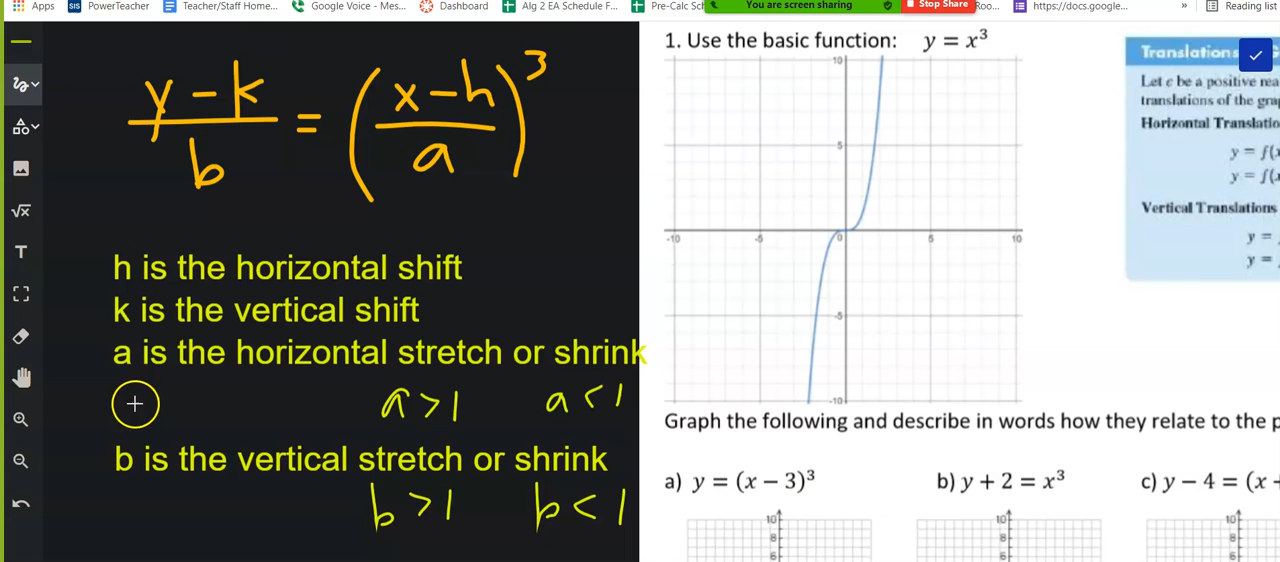 Apps PowerTeacher Teacher/Staff Home... Google Voice - Mes... Dashboard Alg 2 EA Schedule F... Pre-Calc Sch You are screen sharing Stop Share Roo... https://docs.google... » Reading list
y - k / b = (x - h / a)^3
h is the horizontal shift
k is the vertical shift
a is the horizontal stretch or shrink
a > 1 a < 1
b is the vertical stretch or shrink
b > 1 b < 1
1. Use the basic function: y = x³
10
5
-10 -5 0 5 10
-5
-10
Translations
Let c be a positive rea
translations of the grap
Horizontal Translatio
y = f(x
y = f(x
Vertical Translations
y =
y =
Graph the following and describe in words how they relate to the p
a) y = (x − 3)³ b) y + 2 = x³ c) y − 4 = (x +
10 10 10
8 8 8
6 6 6